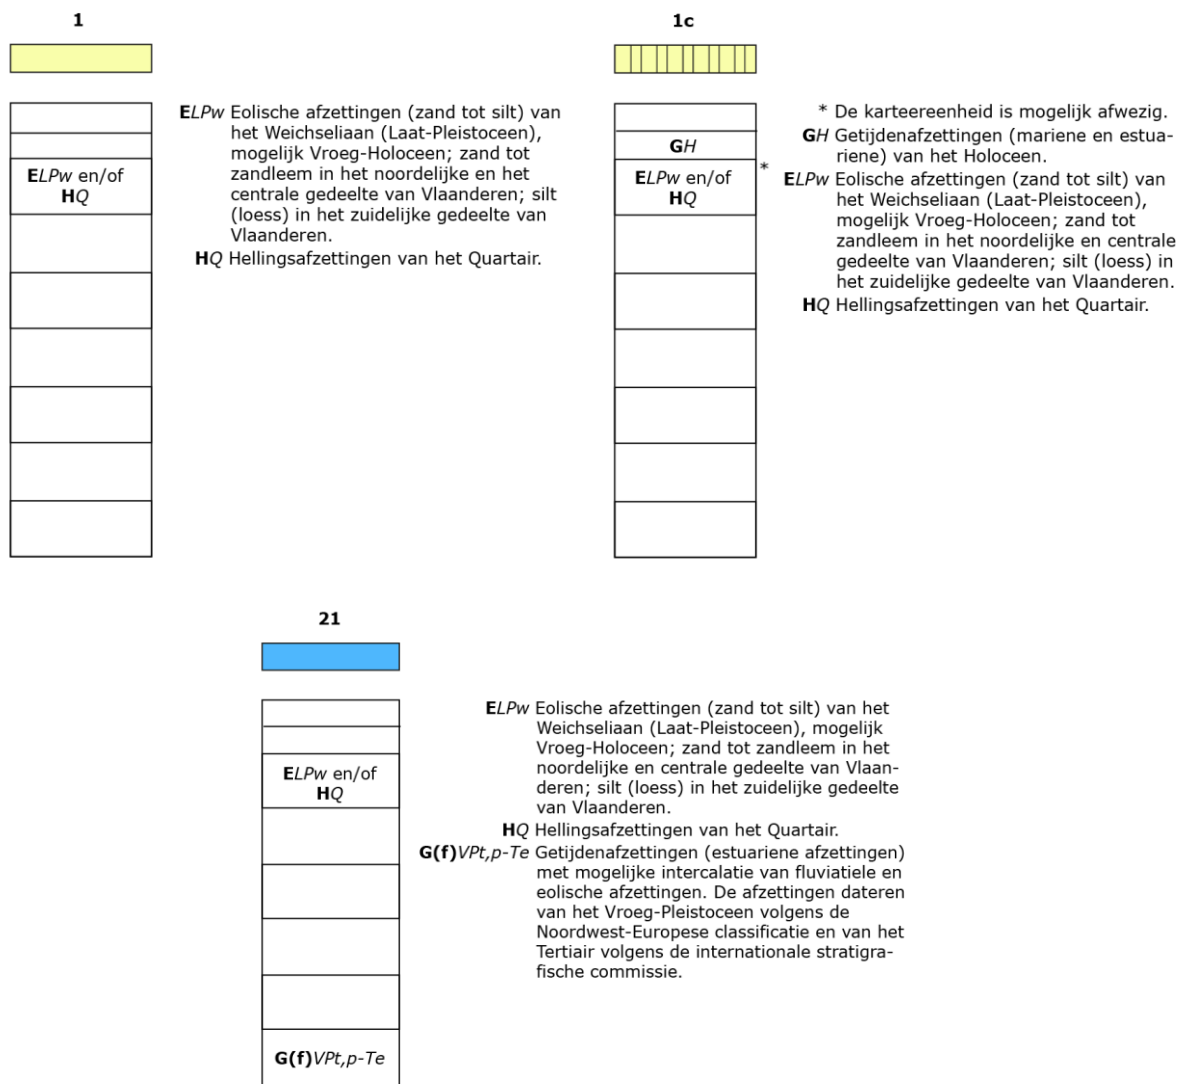 1
ELPw en/of
HQ
ELPw Eolische afzettingen (zand tot silt) van
het Weichseliaan (Laat-Pleistoceen),
mogelijk Vroeg-Holoceen; zand tot
zandleem in het noordelijke en het
centrale gedeelte van Vlaanderen; silt
(loess) in het zuidelijke gedeelte van
Vlaanderen.
HQ Hellingsafzettingen van het Quartair.
1c
GH
ELPw en/of
HQ
*
* De karteereenheid is mogelijk afwezig.
GH Getijdenafzettingen (mariene en estua-
riene) van het Holoceen.
ELPw Eolische afzettingen (zand tot silt) van
het Weichseliaan (Laat-Pleistoceen),
mogelijk Vroeg-Holoceen; zand tot
zandleem in het noordelijke en centrale
gedeelte van Vlaanderen; silt (loess) in
het zuidelijke gedeelte van Vlaanderen.
HQ Hellingsafzettingen van het Quartair.
21
ELPw en/of
HQ
G(f)VPt,p-Te
ELPw Eolische afzettingen (zand tot silt) van het
Weichseliaan (Laat-Pleistoceen), mogelijk
Vroeg-Holoceen; zand tot zandleem in het
noordelijke en centrale gedeelte van Vlaan-
deren; silt (loess) in het zuidelijke gedeelte
van Vlaanderen.
HQ Hellingsafzettingen van het Quartair.
G(f)VPt,p-Te Getijdenafzettingen (estuariene afzettingen)
met mogelijke intercalatie van fluviatiele en
eolische afzettingen. De afzettingen dateren
van het Vroeg-Pleistoceen volgens de
Noordwest-Europese classificatie en van het
Tertiair volgens de internationale stratigra-
fische commissie.